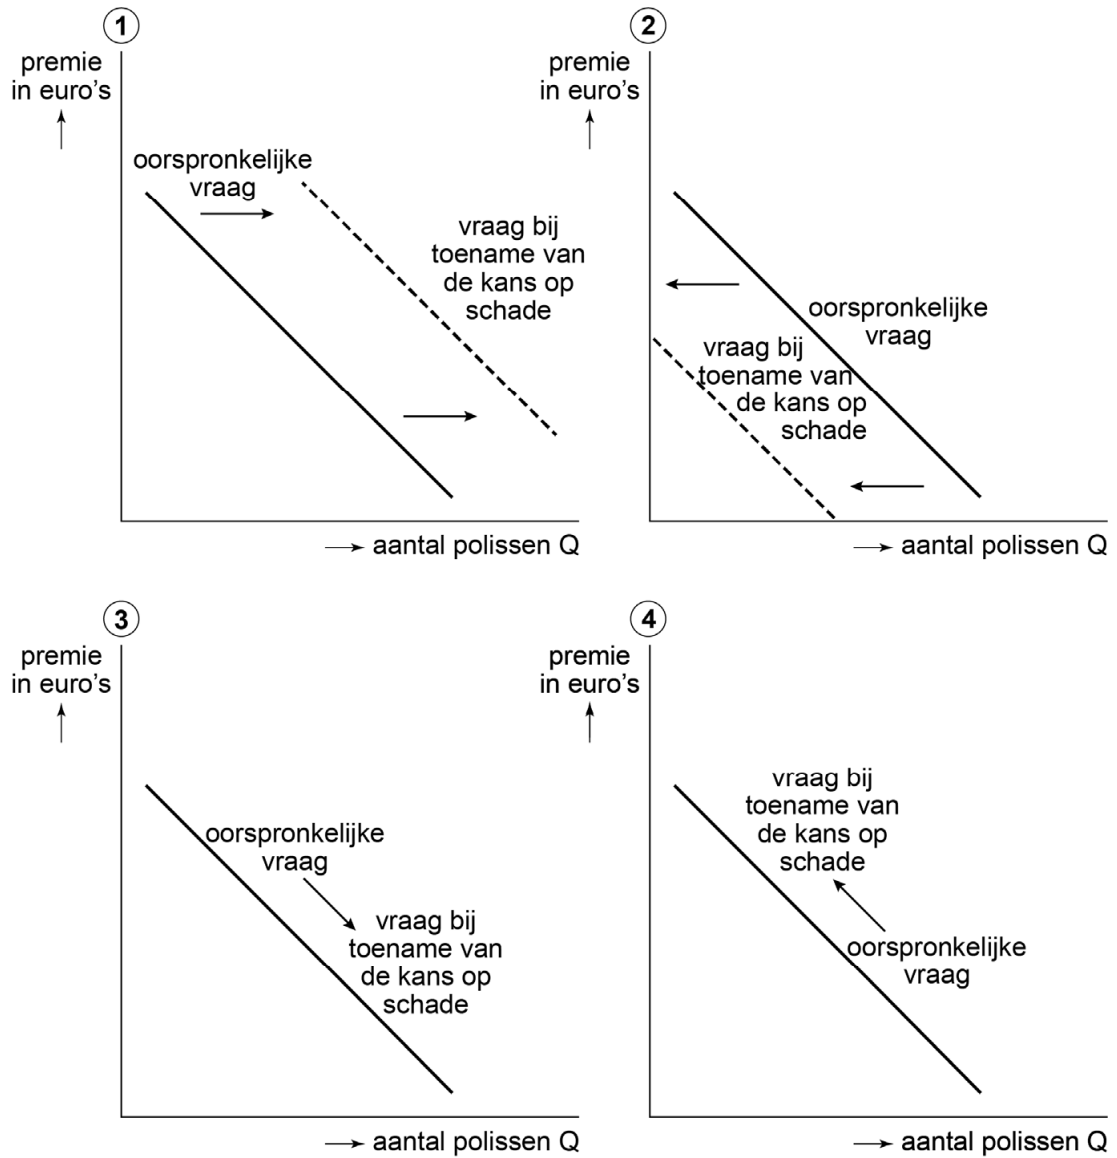 1
premie
in euro's
oorspronkelijke
vraag
vraag bij
toename van
de kans op
schade
aantal polissen Q
2
premie
in euro's
oorspronkelijke
vraag
vraag bij
toename van
de kans op
schade
aantal polissen Q
3
premie
in euro's
oorspronkelijke
vraag
vraag bij
toename van
de kans op
schade
aantal polissen Q
4
premie
in euro's
vraag bij
toename van
de kans op
schade
oorspronkelijke
vraag
aantal polissen Q